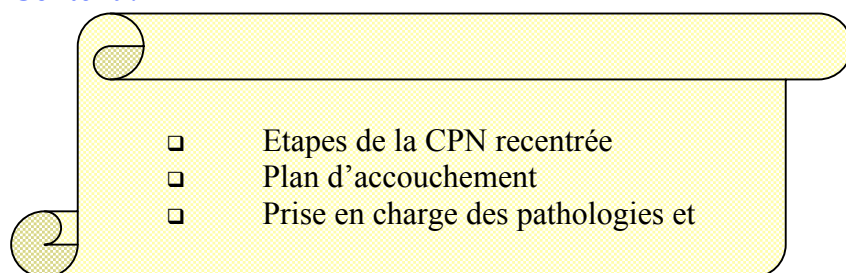 ❑ Etapes de la CPN recentrée
❑ Plan d’accouchement
❑ Prise en charge des pathologies et